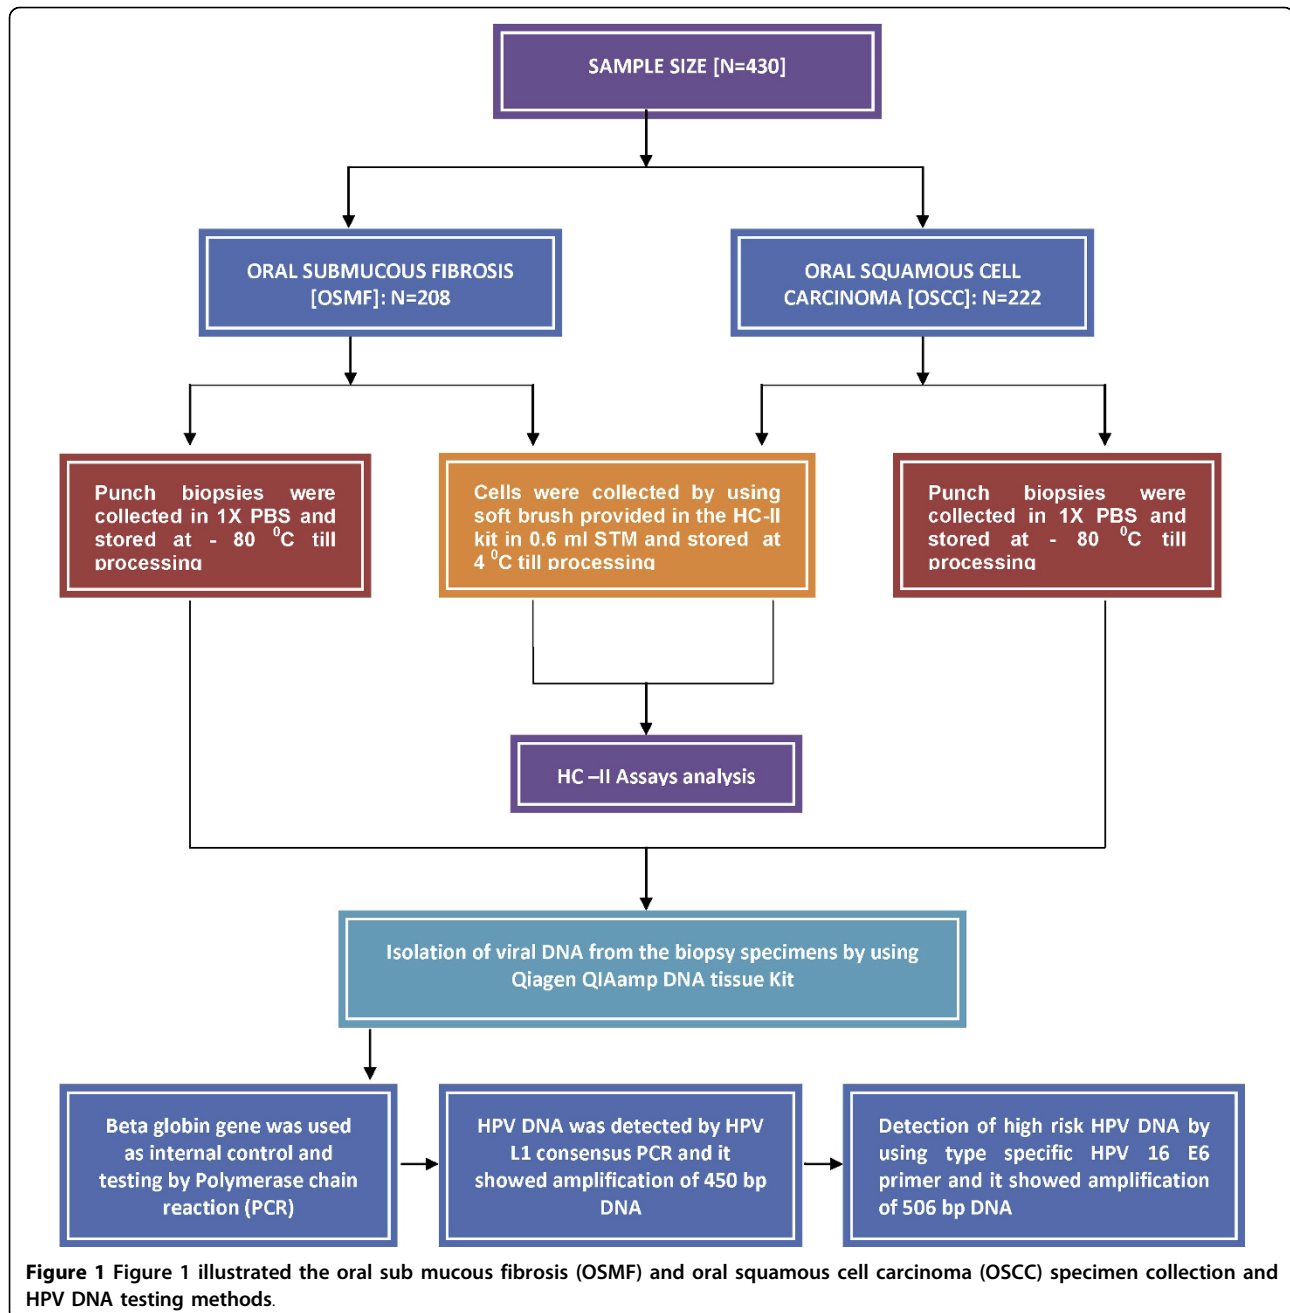 SAMPLE SIZE [N=430]
ORAL SUBMUCOUS FIBROSIS
[OSMF]: N=208
ORAL SQUAMOUS CELL
CARCINOMA [OSCC]: N=222
Punch biopsies were
collected in 1X PBS and
stored at - 80 ⁰C till
processing
Cells were collected by using
soft brush provided in the HC-II
kit in 0.6 ml STM and stored at
4 ⁰C till processing
Punch biopsies were
collected in 1X PBS and
stored at - 80 ⁰C till
processing
HC –II Assays analysis
Isolation of viral DNA from the biopsy specimens by using
Qiagen QIAamp DNA tissue Kit
Beta globin gene was used
as internal control and
testing by Polymerase chain
reaction (PCR)
HPV DNA was detected by HPV
L1 consensus PCR and it
showed amplification of 450 bp
DNA
Detection of high risk HPV DNA by
using type specific HPV 16 E6
primer and it showed amplification
of 506 bp DNA
Figure 1 Figure 1 illustrated the oral sub mucous fibrosis (OSMF) and oral squamous cell carcinoma (OSCC) specimen collection and
HPV DNA testing methods.